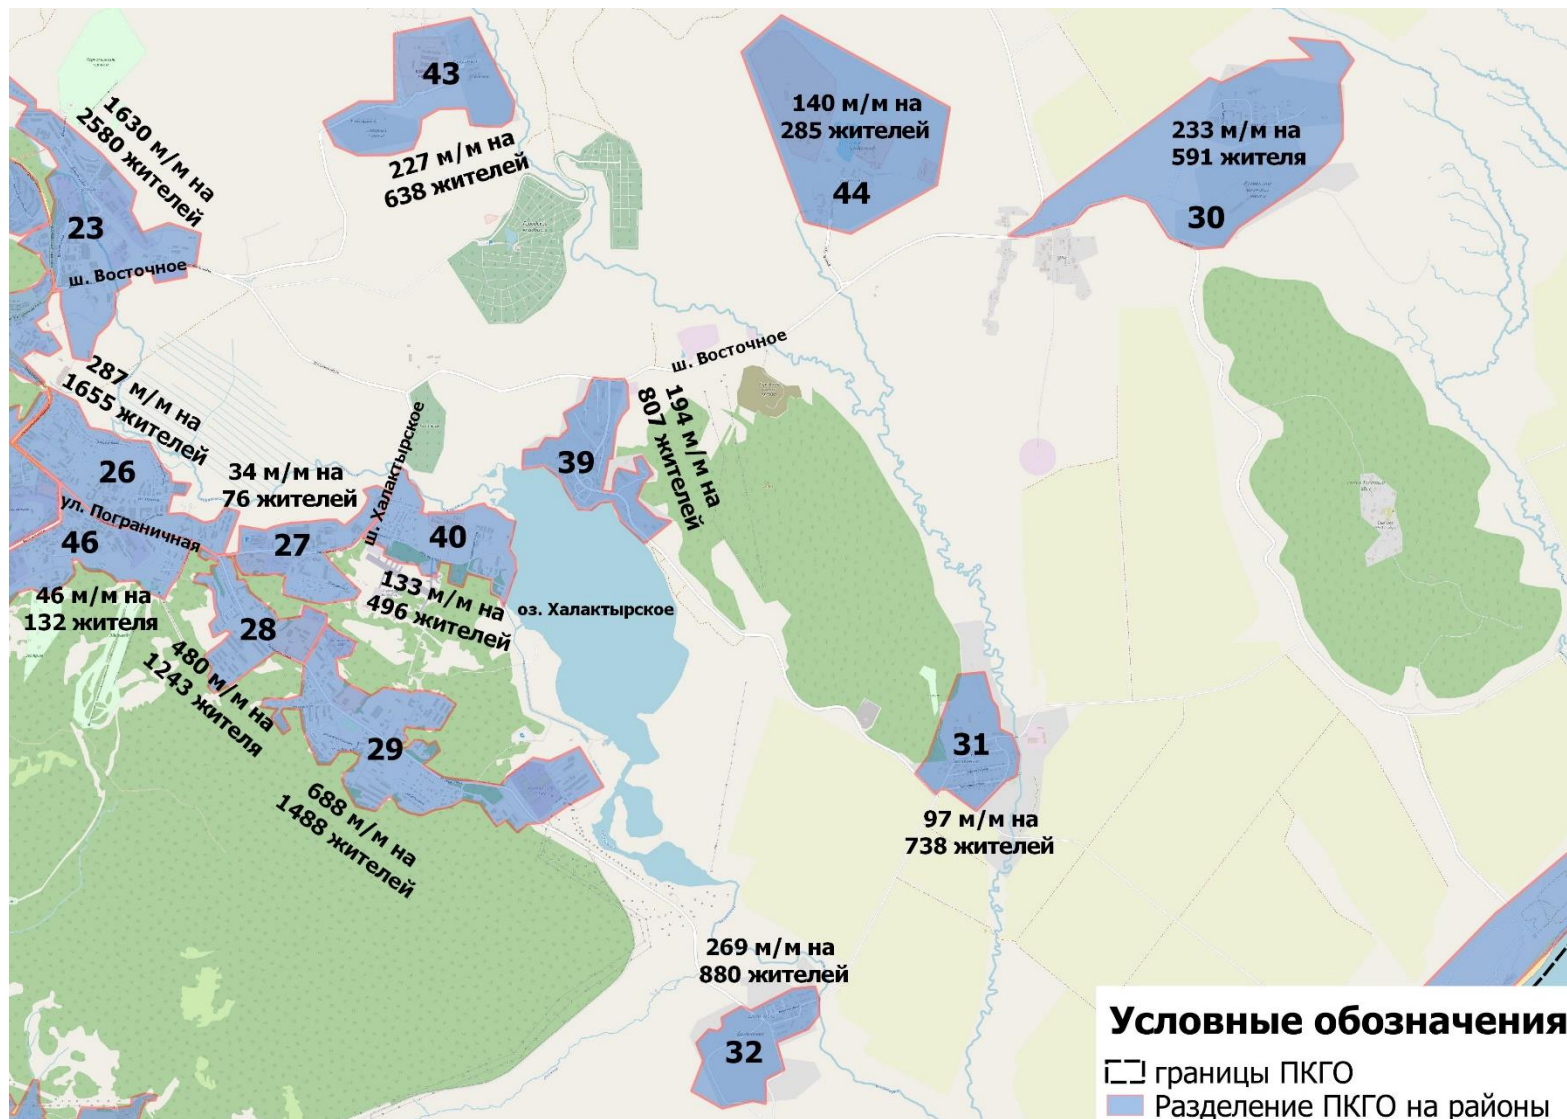 43
1630 м/м на
2580 жителей
227 м/м на
638 жителей
140 м/м на
285 жителей
44
233 м/м на
591 жителя
30
23
ш. Восточное
ш. Восточное
287 м/м на
1655 жителей
194 м/м на
807 жителей
ш. Халактырское
39
26
34 м/м на
76 жителей
ул. Пограничная
46
27
40
46 м/м на
132 жителя
133 м/м на
496 жителей
оз. Халактырское
28
480 м/м на
1243 жителя
29
688 м/м на
1488 жителей
31
97 м/м на
738 жителей
269 м/м на
880 жителей
32
Условные обозначения
границы ПКГО
Разделение ПКГО на районы